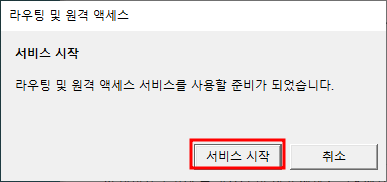 라우팅 및 원격 액세스
서비스 시작
라우팅 및 원격 액세스 서비스를 사용할 준비가 되었습니다.
서비스 시작
취소